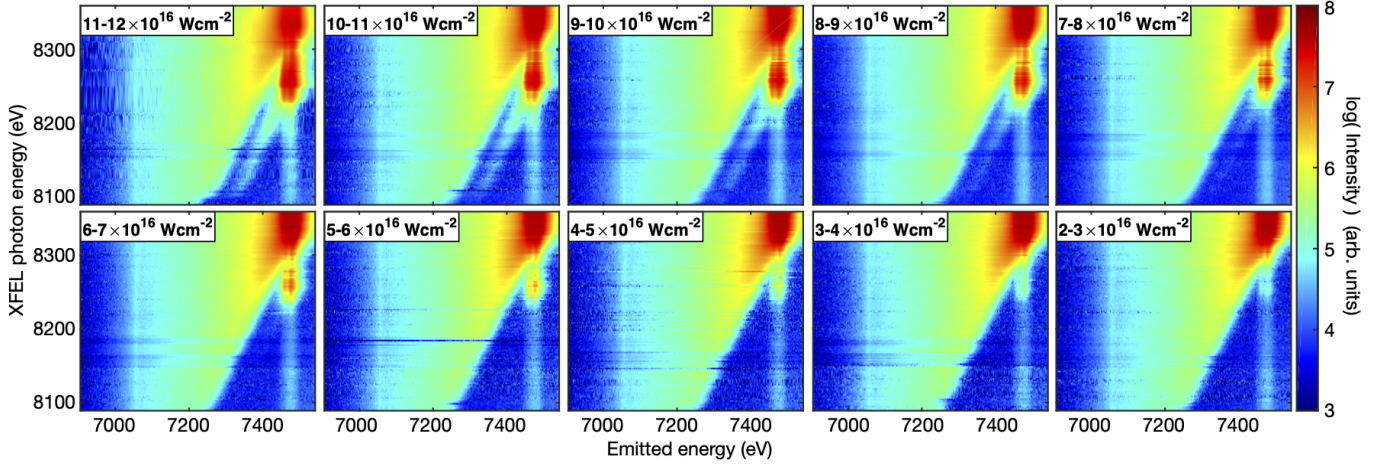 11-12×10¹⁶ Wcm⁻²
10-11×10¹⁶ Wcm⁻²
9-10×10¹⁶ Wcm⁻²
8-9×10¹⁶ Wcm⁻²
7-8×10¹⁶ Wcm⁻²
6-7×10¹⁶ Wcm⁻²
5-6×10¹⁶ Wcm⁻²
4-5×10¹⁶ Wcm⁻²
3-4×10¹⁶ Wcm⁻²
2-3×10¹⁶ Wcm⁻²
XFEL photon energy (eV)
8300
8200
8100
8300
8200
8100
7000 7200 7400
7000 7200 7400
7000 7200 7400
7000 7200 7400
7000 7200 7400
Emitted energy (eV)
8
7
6
5
4
3
log( Intensity ) (arb. units)